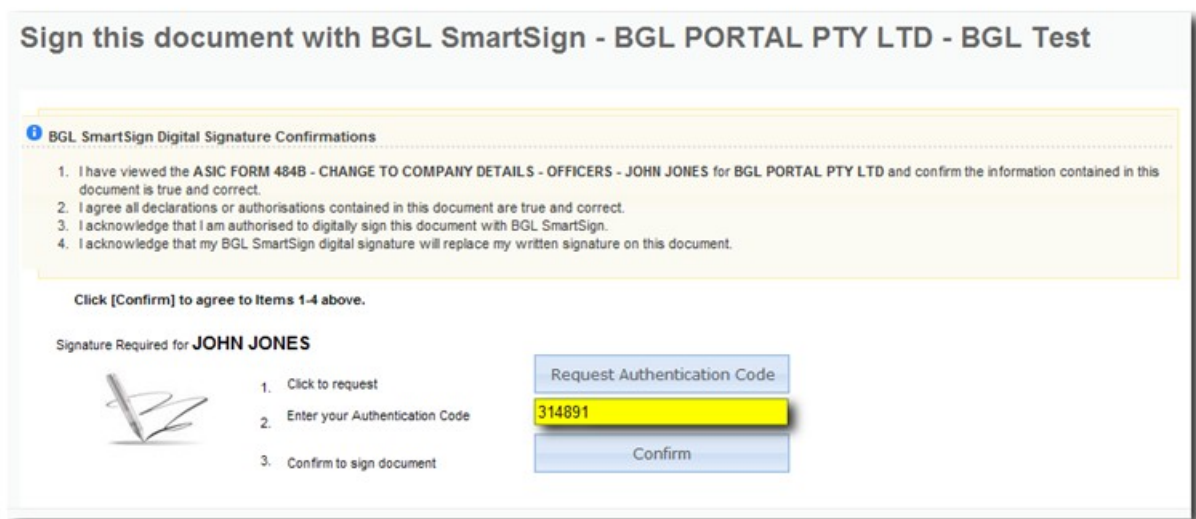 Sign this document with BGL SmartSign - BGL PORTAL PTY LTD - BGL Test
BGL SmartSign Digital Signature Confirmations
1. I have viewed the ASIC FORM 484B - CHANGE TO COMPANY DETAILS - OFFICERS - JOHN JONES for BGL PORTAL PTY LTD and confirm the information contained in this
document is true and correct.
2. I agree all declarations or authorisations contained in this document are true and correct.
3. I acknowledge that I am authorised to digitally sign this document with BGL SmartSign.
4. I acknowledge that my BGL SmartSign digital signature will replace my written signature on this document.
Click [Confirm] to agree to Items 1-4 above.
Signature Required for JOHN JONES
1. Click to request
Request Authentication Code
2. Enter your Authentication Code
314891
3. Confirm to sign document
Confirm